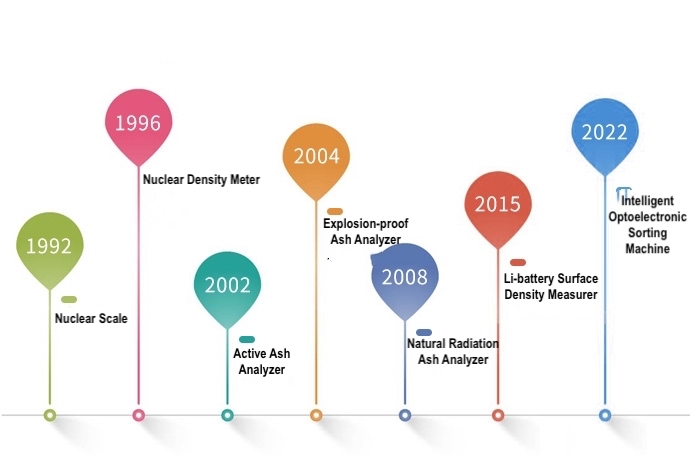 1992
Nuclear Scale
1996
Nuclear Density Meter
2002
Active Ash
Analyzer
2004
Explosion-proof
Ash Analyzer
2008
Natural Radiation
Ash Analyzer
2015
Li-battery Surface
Density Measurer
2022
Intelligent
Optoelectronic
Sorting
Machine